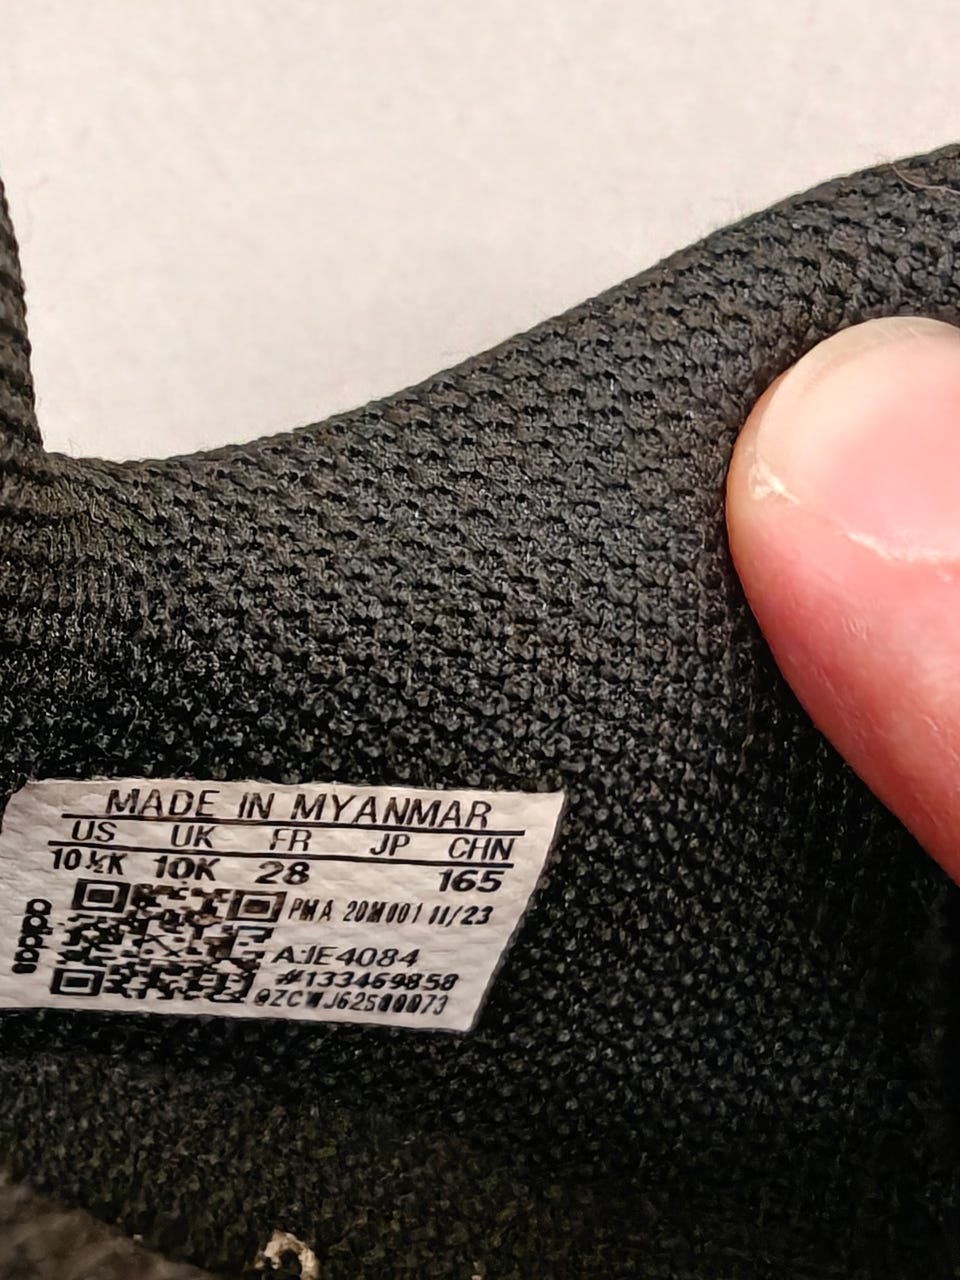 MADE IN MYANMAR
US UK FR JP CHN
10½K 10K 28 165
PMA 20M001 11/23
A:IE4084
#133469858